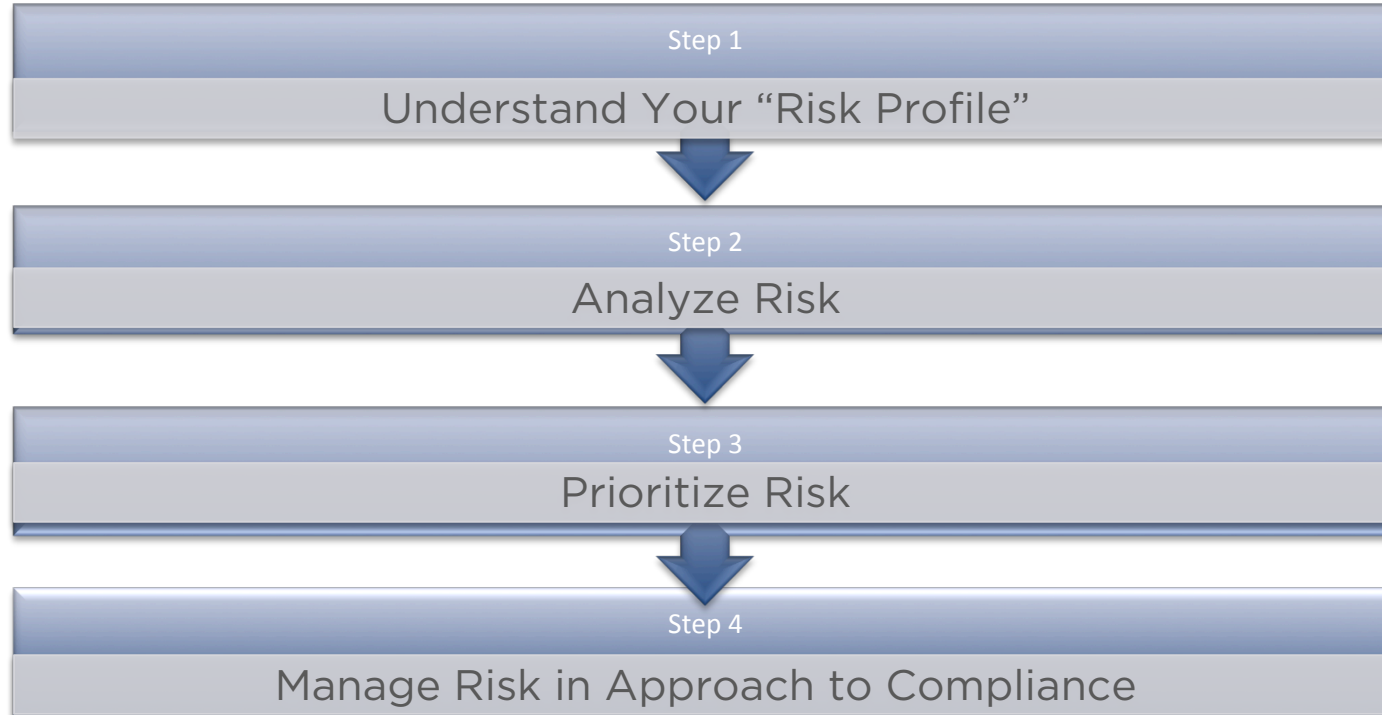 Step 1
Understand Your “Risk Profile”
Step 2
Analyze Risk
Step 3
Prioritize Risk
Step 4
Manage Risk in Approach to Compliance